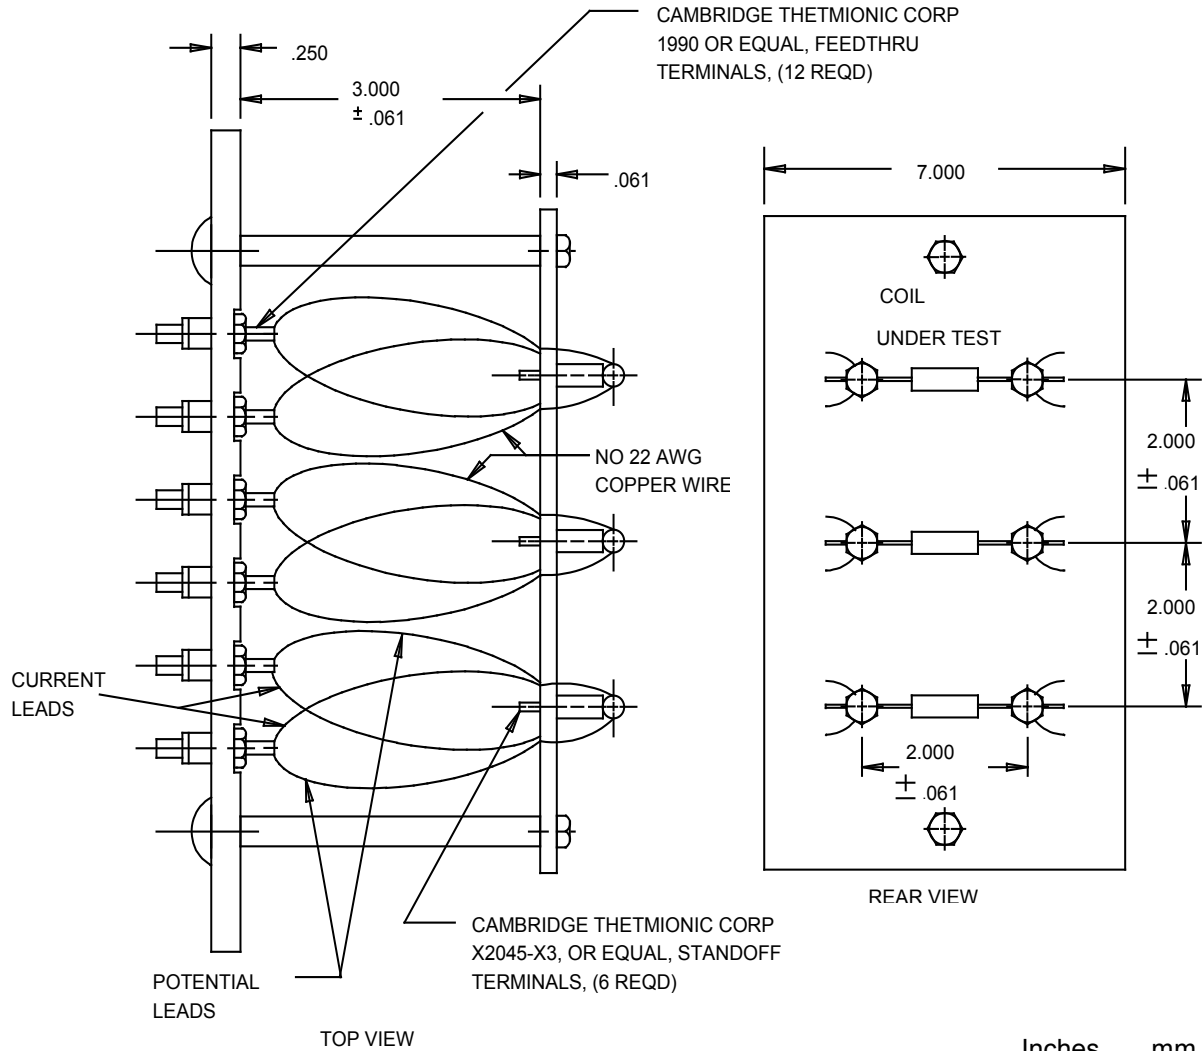 CAMBRIDGE THETMIONIC CORP
1990 OR EQUAL, FEEDTHRU
TERMINALS, (12 REQD)
.250
3.000
± .061
.061
7.000
COIL
UNDER TEST
2.000
± .061
NO 22 AWG
COPPER WIRE
2.000
± .061
CURRENT
LEADS
2.000
± .061
REAR VIEW
CAMBRIDGE THETMIONIC CORP
X2045-X3, OR EQUAL, STANDOFF
TERMINALS, (6 REQD)
POTENTIAL
LEADS
TOP VIEW
Inches mm